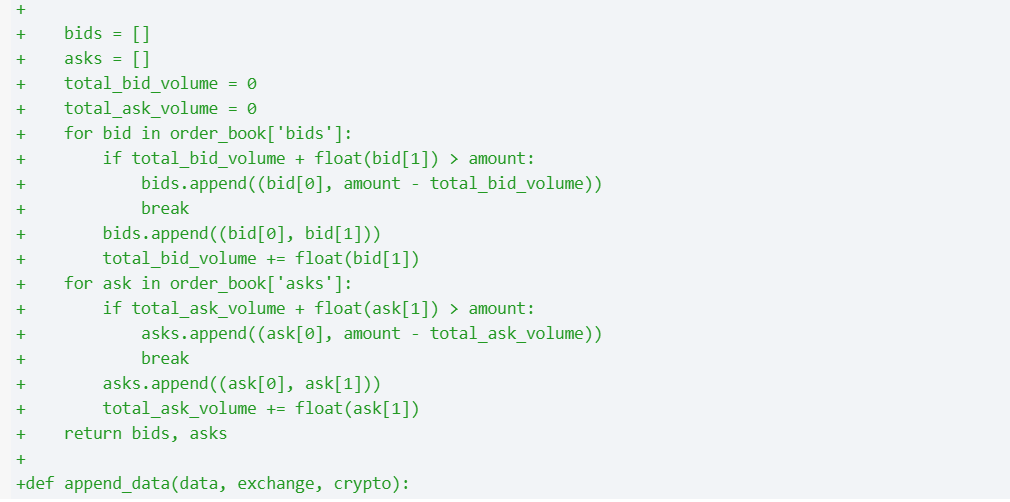 +
+    bids = []
+    asks = []
+    total_bid_volume = 0
+    total_ask_volume = 0
+    for bid in order_book['bids']:
+        if total_bid_volume + float(bid[1]) > amount:
+            bids.append((bid[0], amount - total_bid_volume))
+            break
+        bids.append((bid[0], bid[1]))
+        total_bid_volume += float(bid[1])
+    for ask in order_book['asks']:
+        if total_ask_volume + float(ask[1]) > amount:
+            asks.append((ask[0], amount - total_ask_volume))
+            break
+        asks.append((ask[0], ask[1]))
+        total_ask_volume += float(ask[1])
+    return bids, asks
+
+def append_data(data, exchange, crypto):